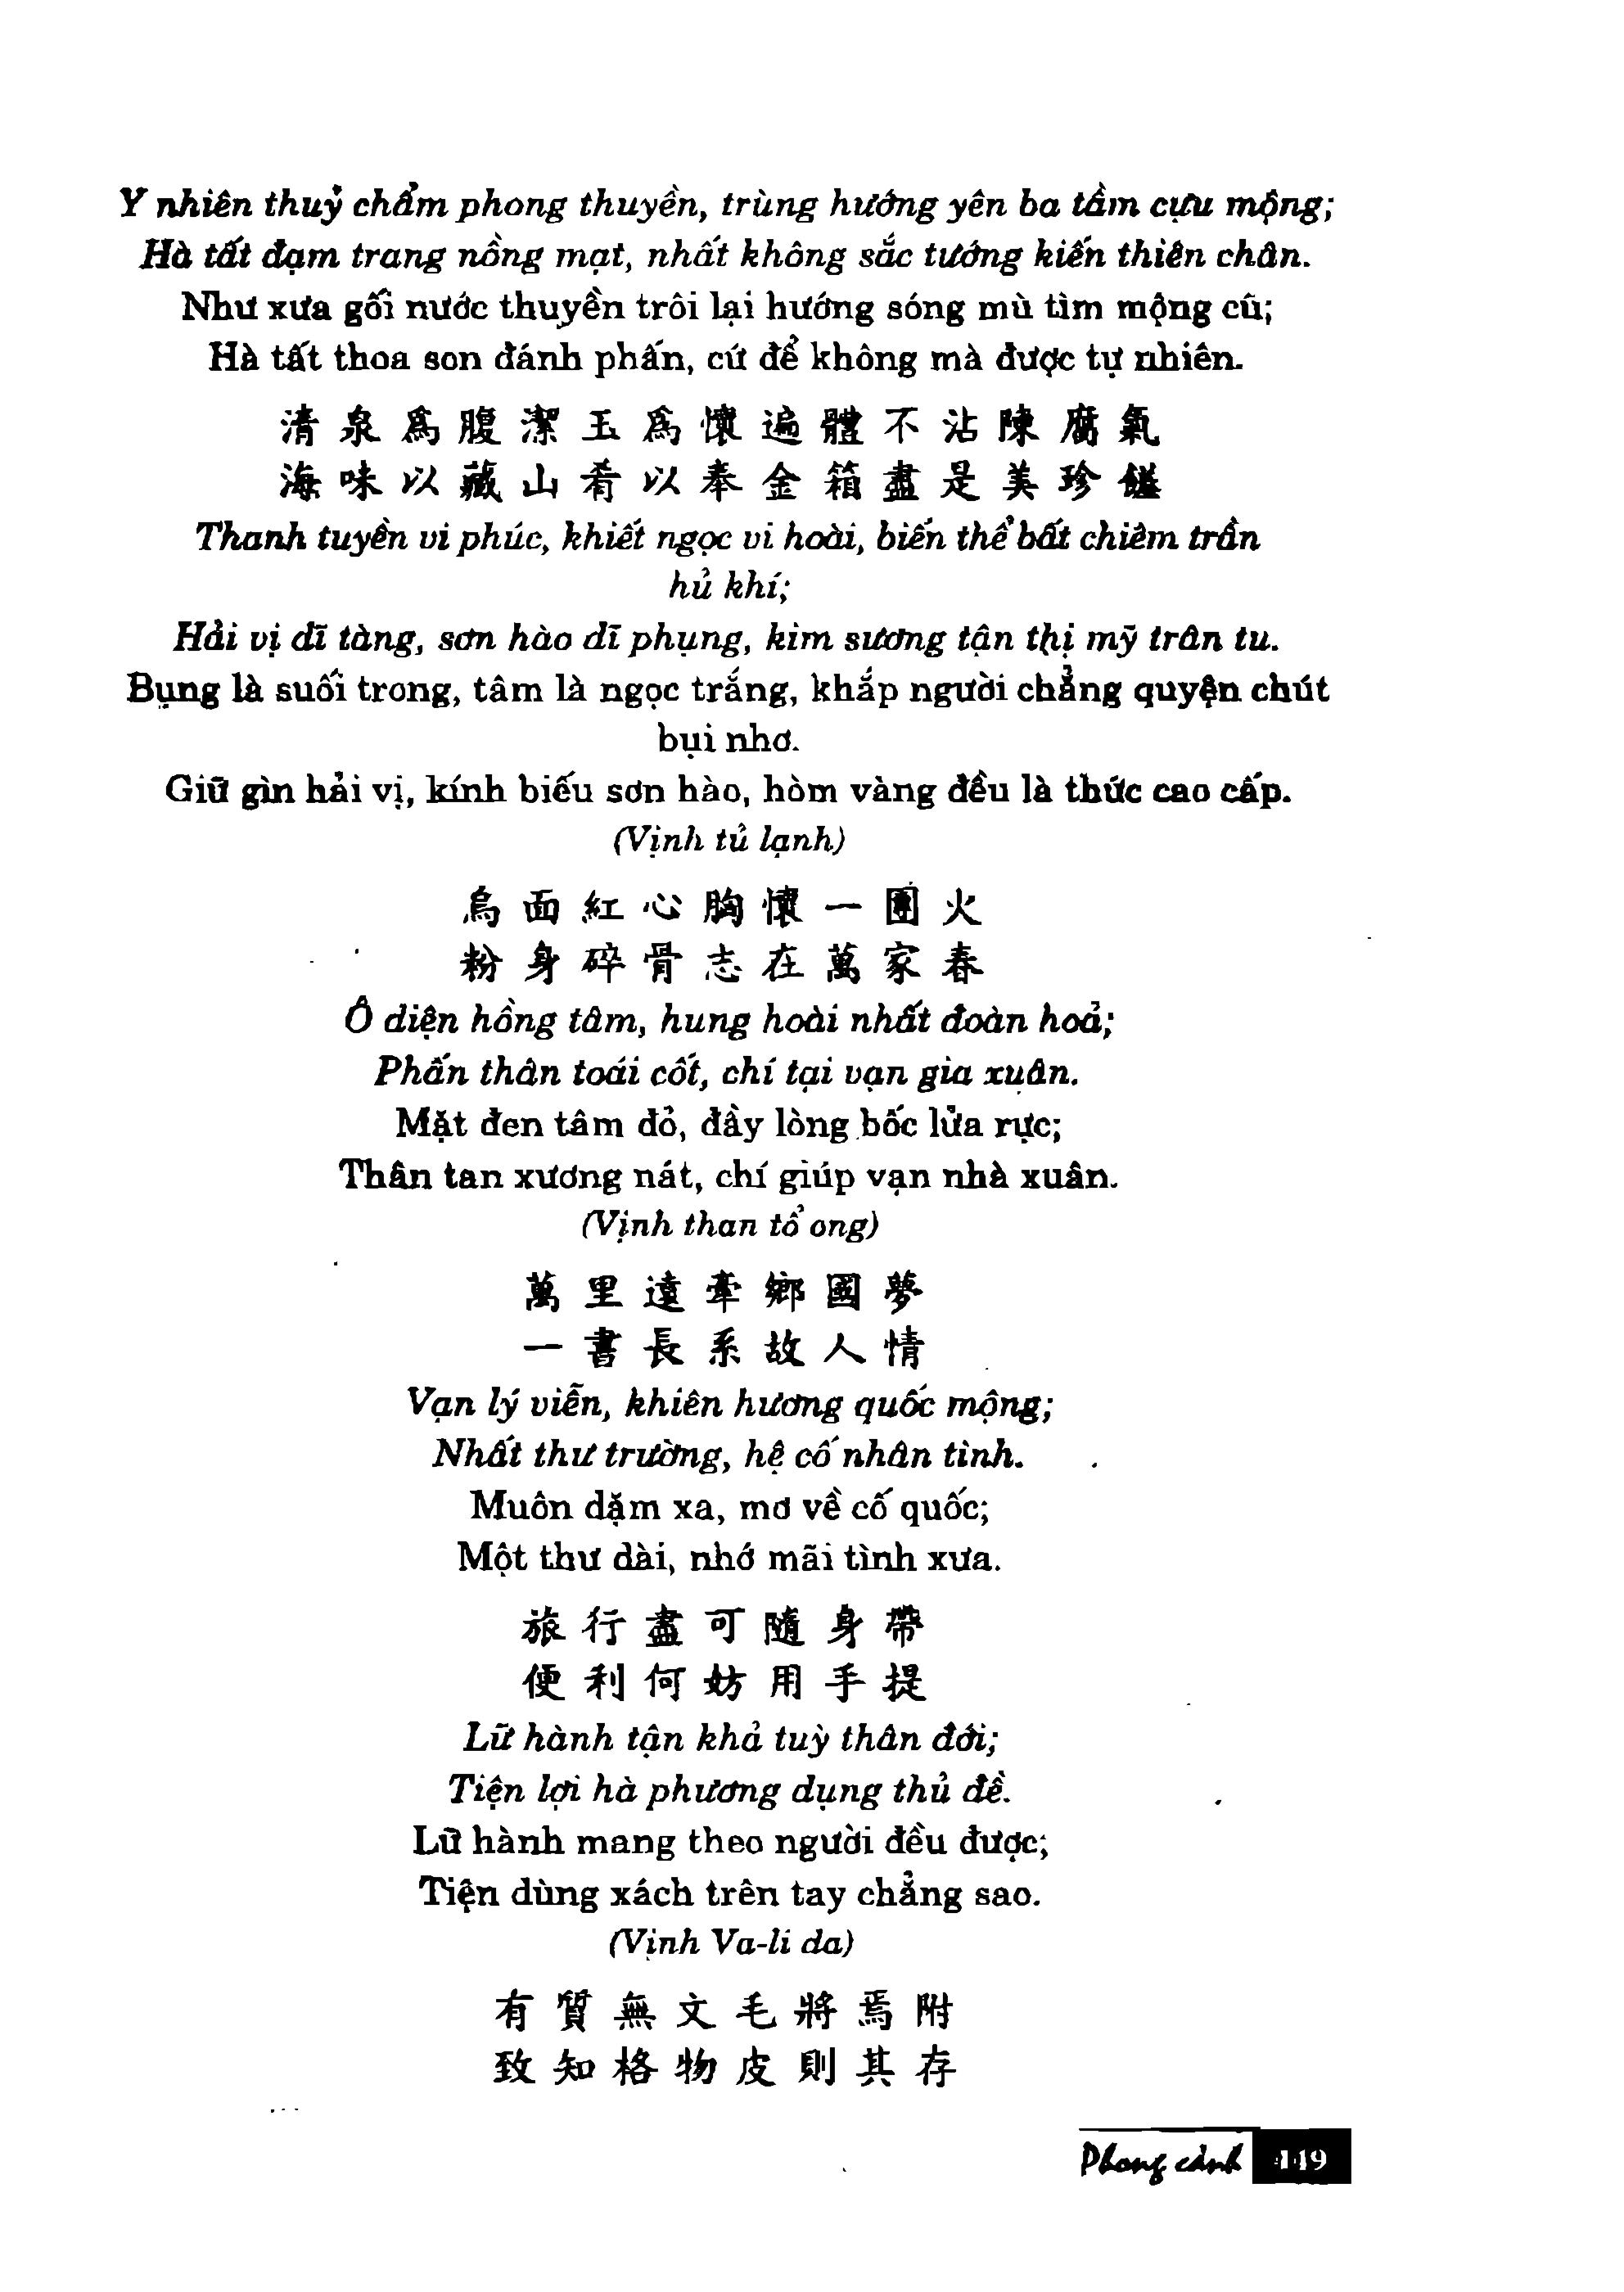 Y nhiên thuỷ chẩm phong thuyền, trùng hướng yên ba tầm cựu mộng;
Hà tất đạm trang nồng mạt, nhất không sắc tướng kiến thiên chân.
Như xưa gối nước thuyền trôi lại hướng sóng mù tìm mộng cũ;
Hà tất thoa son đánh phấn, cứ để không mà được tự nhiên.
清泉為腹潔玉為懷遍體不沾陳腐氣
海味以藏山肴以奉金箱盡是美珍饈
Thanh tuyền vi phúc, khiết ngọc vi hoài, biến thể bất chiêm trần
hủ khí;
Hải vị dĩ tàng, sơn hào dĩ phụng, kim sương tận thị mỹ trân tu.
Bụng là suối trong, tâm là ngọc trắng, khắp người chẳng quyện chút
bụi nhơ.
Giữ gìn hải vị, kính biếu sơn hào, hòm vàng đều là thức cao cấp.
(Vịnh tủ lạnh)
烏面紅心胸懷一團火
粉身碎骨志在萬家春
Ô diện hồng tâm, hung hoài nhất đoàn hoả;
Phấn thân toái cốt, chí tại vạn gia xuân.
Mặt đen tâm đỏ, đầy lòng bốc lửa rực;
Thân tan xương nát, chí giúp vạn nhà xuân.
(Vịnh than tổ ong)
萬里遠牽鄉國夢
一書長系故人情
Vạn lý viễn, khiên hương quốc mộng;
Nhất thư trường, hệ cố nhân tình.
Muôn dặm xa, mơ về cố quốc;
Một thư dài, nhớ mãi tình xưa.
旅行盡可隨身帶
便利何妨用手提
Lữ hành tận khả tuỳ thân đới;
Tiện lợi hà phương dụng thủ đề.
Lữ hành mang theo người đều được;
Tiện dùng xách trên tay chẳng sao.
(Vịnh Va-li da)
有質無文毛將焉附
致知格物皮則其存
Phong cảnh 449